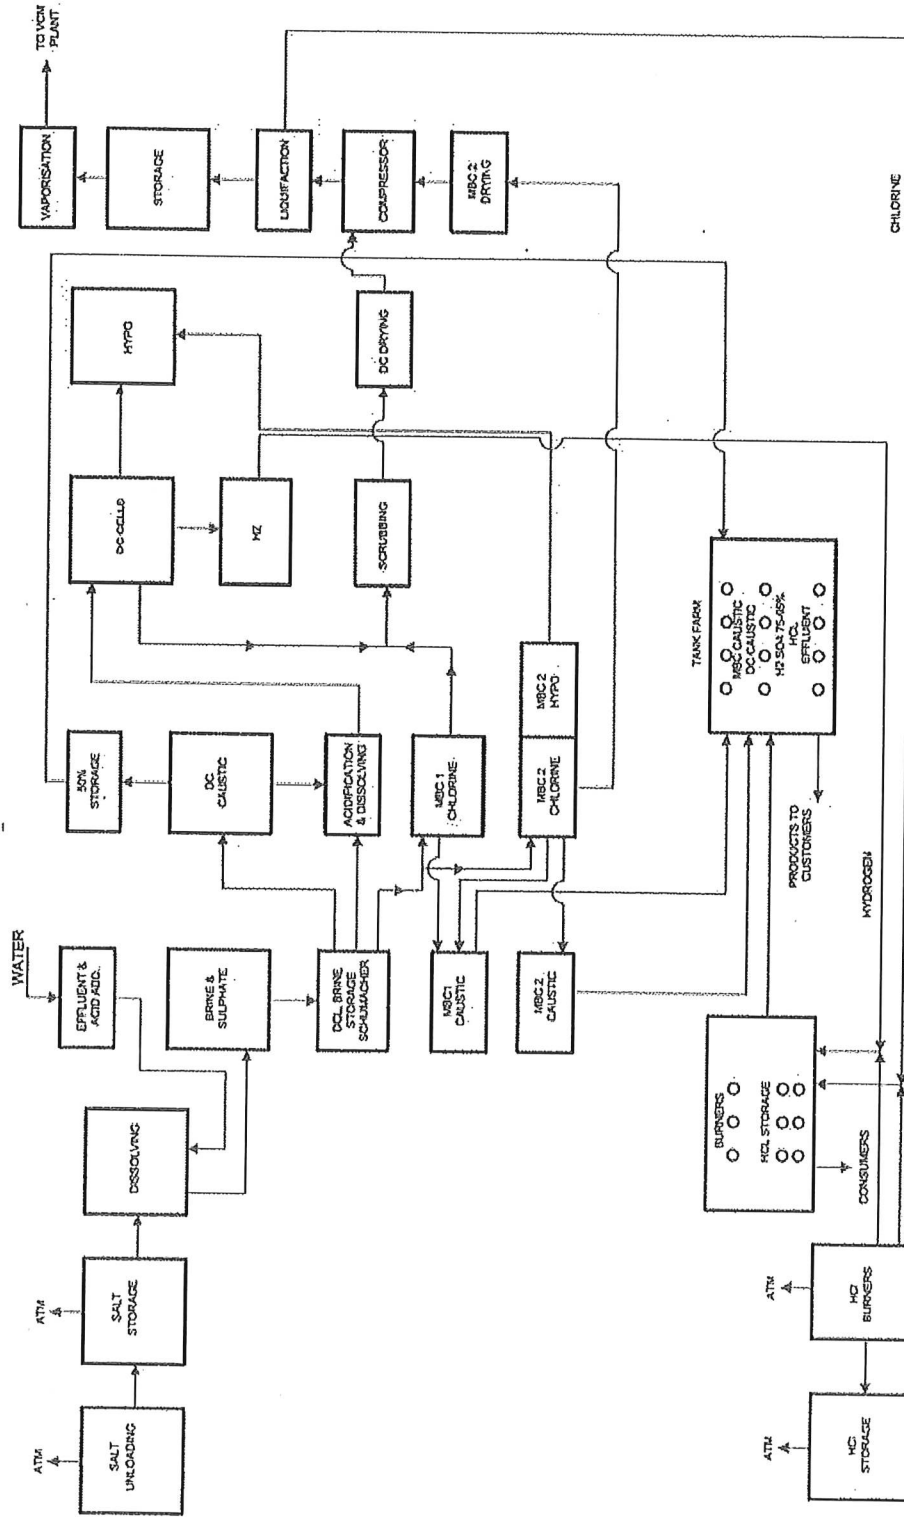 ATM
ATM
WATER
TO VCM
PLANT
SALT
UNLOADING
SALT
STORAGE
DISSOLVING
EFFLUENT &
ACID ADD.
50%
STORAGE
VAPORISATION
BRINE &
SULPHATE
DC
CAUSTIC
DC CELLS
HYPO
STORAGE
DCL BRINE
STORAGE
SCHUMACHER
ACIDIFICATION
& DISSOLVING
H2
LIQUIFACTION
MBC1
CAUSTIC
MBC 1
CHLORINE
SCRUBBING
DC DRYING
COMPRESSOR
MBC 2
CAUSTIC
MBC 2
CHLORINE
MBC 2
HYPO
MBC 2
DRYING
TANK FARM
BURNERS
HCL STORAGE
MBC CAUSTIC
DC CAUSTIC
H2 SO4 75-95%
HCL
EFFLUENT
ATM
ATM
CONSUMERS
PRODUCTS TO
CUSTOMERS
HCl
STORAGE
HCl
BURNERS
HYDROGEN
CHLORINE